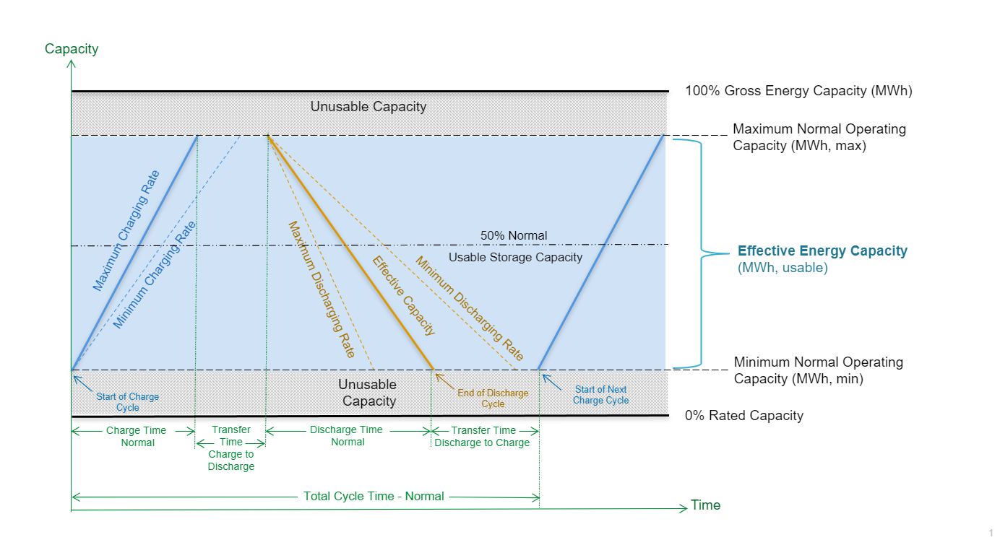 Capacity
100% Gross Energy Capacity (MWh)
Unusable Capacity
Maximum Normal Operating
Capacity (MWh, max)
Maximum Charging Rate
Minimum Charging Rate
Maximum Discharging Rate
Effective Capacity
Minimum Discharging Rate
50% Normal
Usable Storage Capacity
Effective Energy Capacity
(MWh, usable)
Minimum Normal Operating
Capacity (MWh, min)
Unusable
Capacity
Start of Charge
Cycle
End of Discharge
Cycle
Start of Next
Charge Cycle
0% Rated Capacity
Charge Time
Normal
Transfer
Time
Charge to
Discharge
Discharge Time
Normal
Transfer Time
Discharge to Charge
Total Cycle Time - Normal
Time
1